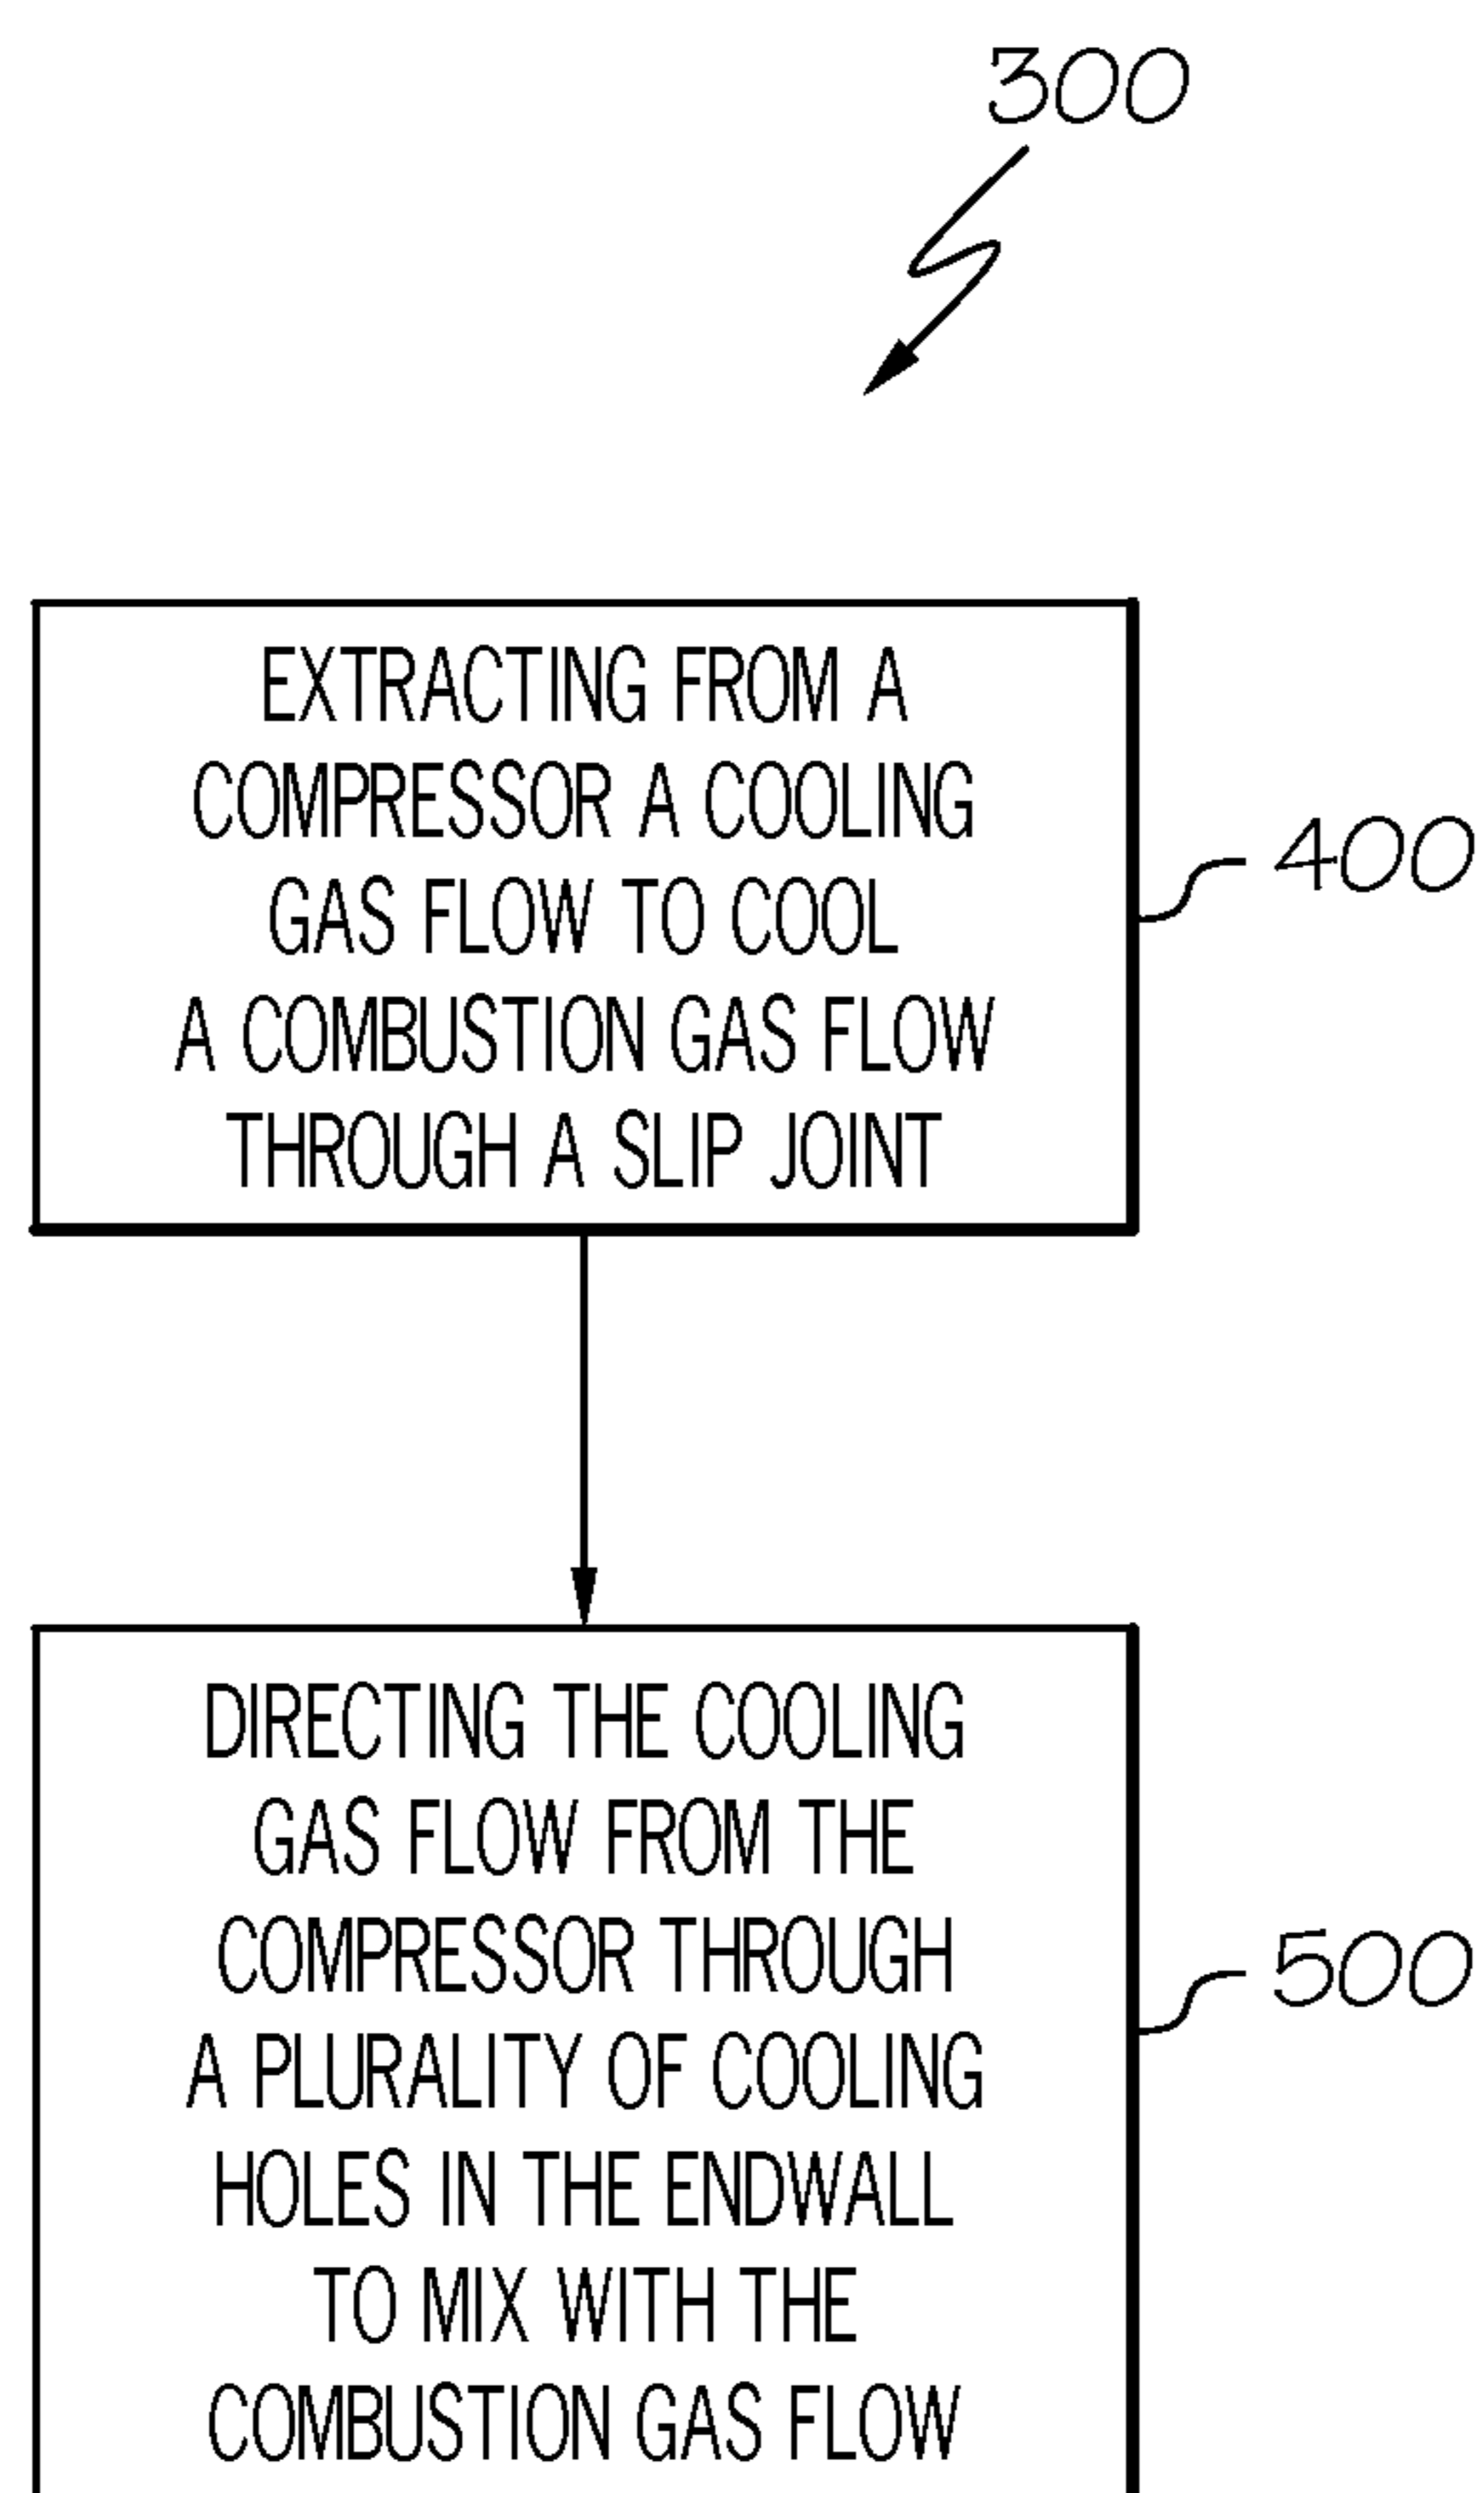 300
EXTRACTING FROM A
COMPRESSOR A COOLING
GAS FLOW TO COOL
A COMBUSTION GAS FLOW
THROUGH A SLIP JOINT
400
DIRECTING THE COOLING
GAS FLOW FROM THE
COMPRESSOR THROUGH
A PLURALITY OF COOLING
HOLES IN THE ENDWALL
TO MIX WITH THE
COMBUSTION GAS FLOW
500